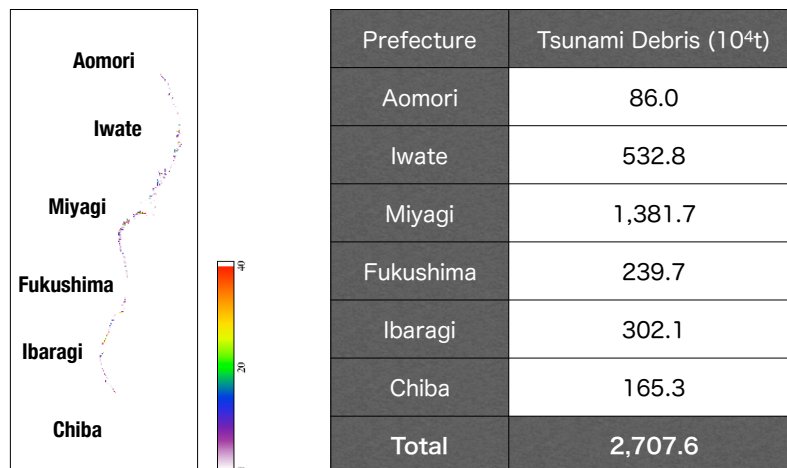 Aomori
Iwate
Miyagi
Fukushima
Ibaragi
Chiba
40
20
Prefecture Tsunami Debris (10⁴t)
Aomori 86.0
Iwate 532.8
Miyagi 1,381.7
Fukushima 239.7
Ibaragi 302.1
Chiba 165.3
Total 2,707.6